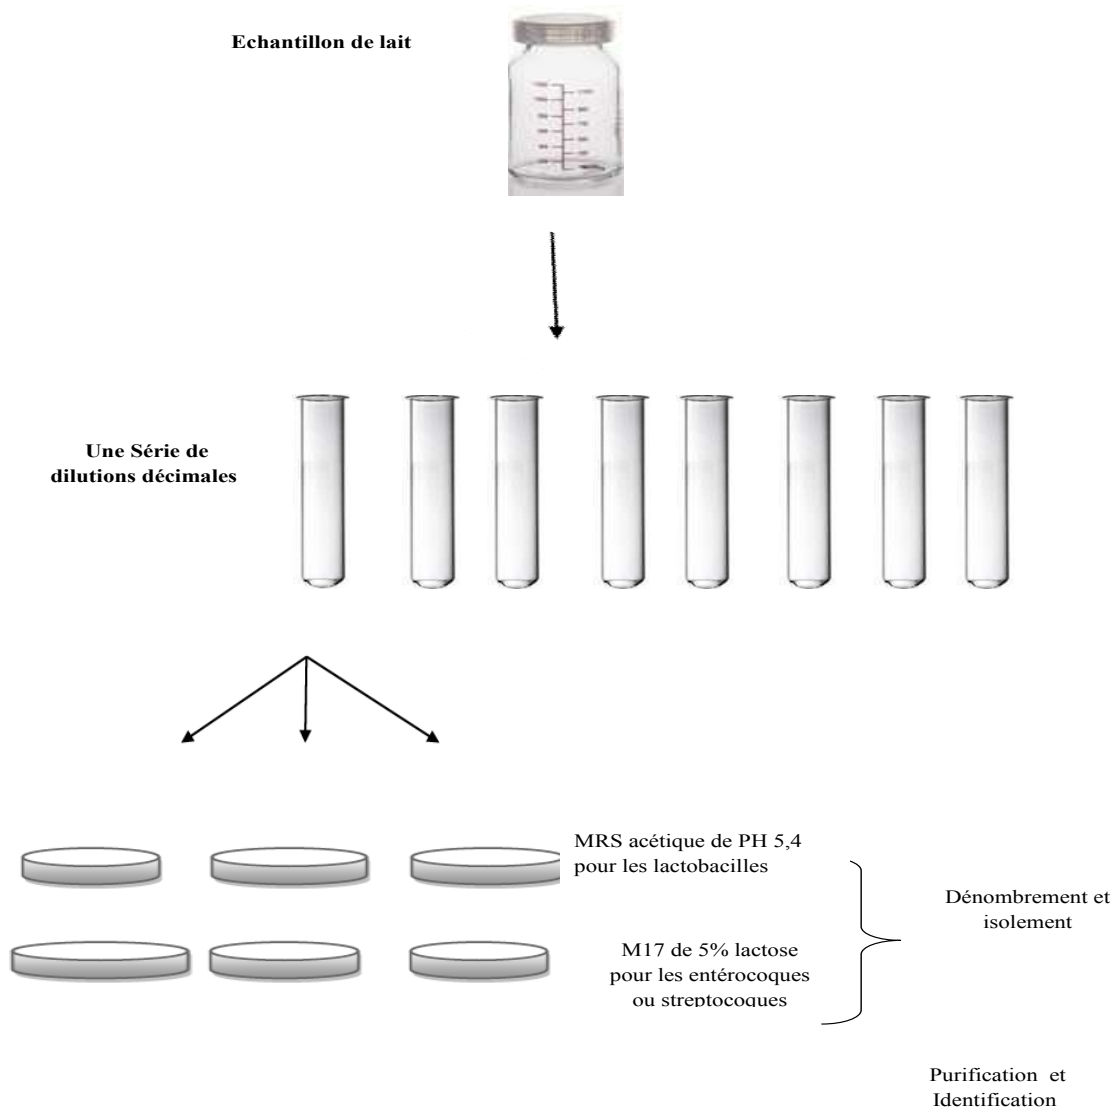 Echantillon de lait
Une Série de
dilutions décimales
MRS acétique de PH 5,4
pour les lactobacilles
Dénombrement et
isolement
M17 de 5% lactose
pour les entérocoques
ou streptocoques
Purification et
Identification